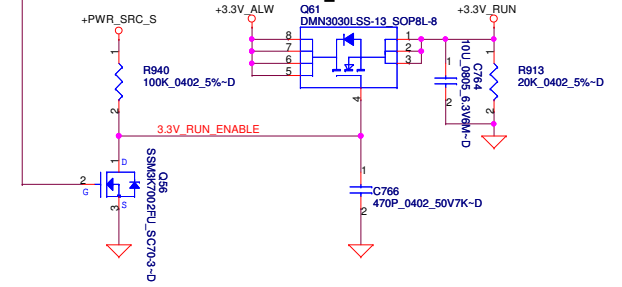 +PWR_SRC_S
+3.3V_ALW
Q61
DMN3030LSS-13_SOP8L-8
+3.3V_RUN
8
7
6
5
1
2
3
4
1
R940
100K_0402_5%~D
2
1
C764
10U_0805_6.3V6M~D
2
1
R913
20K_0402_5%~D
2
3.3V_RUN_ENABLE
1
D
2
G
S
3
Q56
SSM3K7002FU_SC70-3~D
1
C766
470P_0402_50V7K~D
2